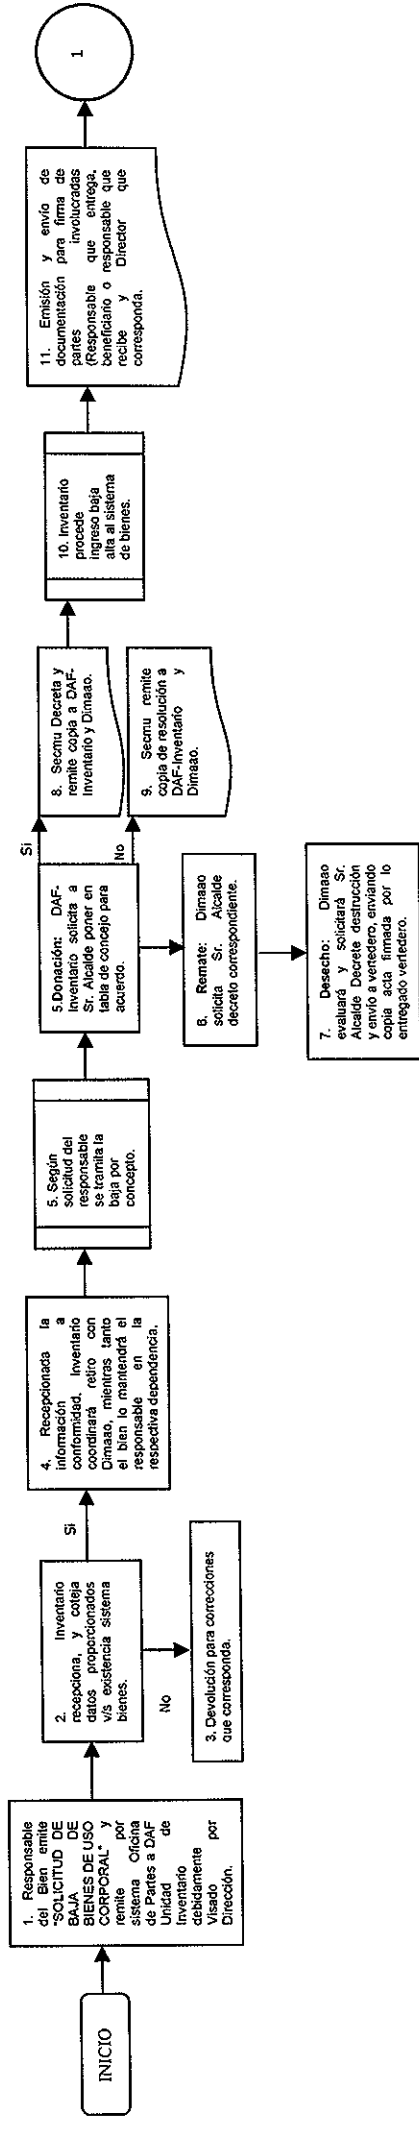 INICIO
1. Responsable
del Bien emite
"SOLICITUD DE
BAJA DE
BIENES DE USO
CORPORAL" y
remite por
sistema Oficina
de Partes a DAF
Unidad de
Inventario
debidamente
Visado por
Dirección.
2. Inventario
recepciona, y coteja
datos proporcionados
v/s existencia sistema
bienes.
Si
No
3. Devolución para correcciones
que corresponda.
4. Recepcionada la
información a
conformidad. Inventario
coordinará retiro con
Dimaao, mientras tanto
el bien lo mantendrá el
responsable en la
respectiva dependencia.
5. Según
solicitud del
responsable
se tramita la
baja por
concepto.
5.Donación: DAF-
Inventario solicita a
Sr. Alcalde poner en
tabla de concejo para
acuerdo.
Si
No
6. Remate: Dimaao
solicita Sr. Alcalde
decreto correspondiente.
7. Desecho: Dimaao
evaluará y solicitará Sr.
Alcalde Decrete destrucción
y envío a vertedero, enviando
copia acta firmada por lo
entregado vertedero.
8. Secmu Decreta y
remite copia a DAF-
Inventario y Dimaao.
9. Secmu remite
copia de resolución a
DAF-Inventario y
Dimaao.
10. Inventario
procede
ingreso baja
alta al sistema
de bienes.
11. Emisión y envío de
documentación para firma de
partes involucradas
(Responsable que entrega,
beneficiario o responsable que
recibe y Director que
corresponda.
1